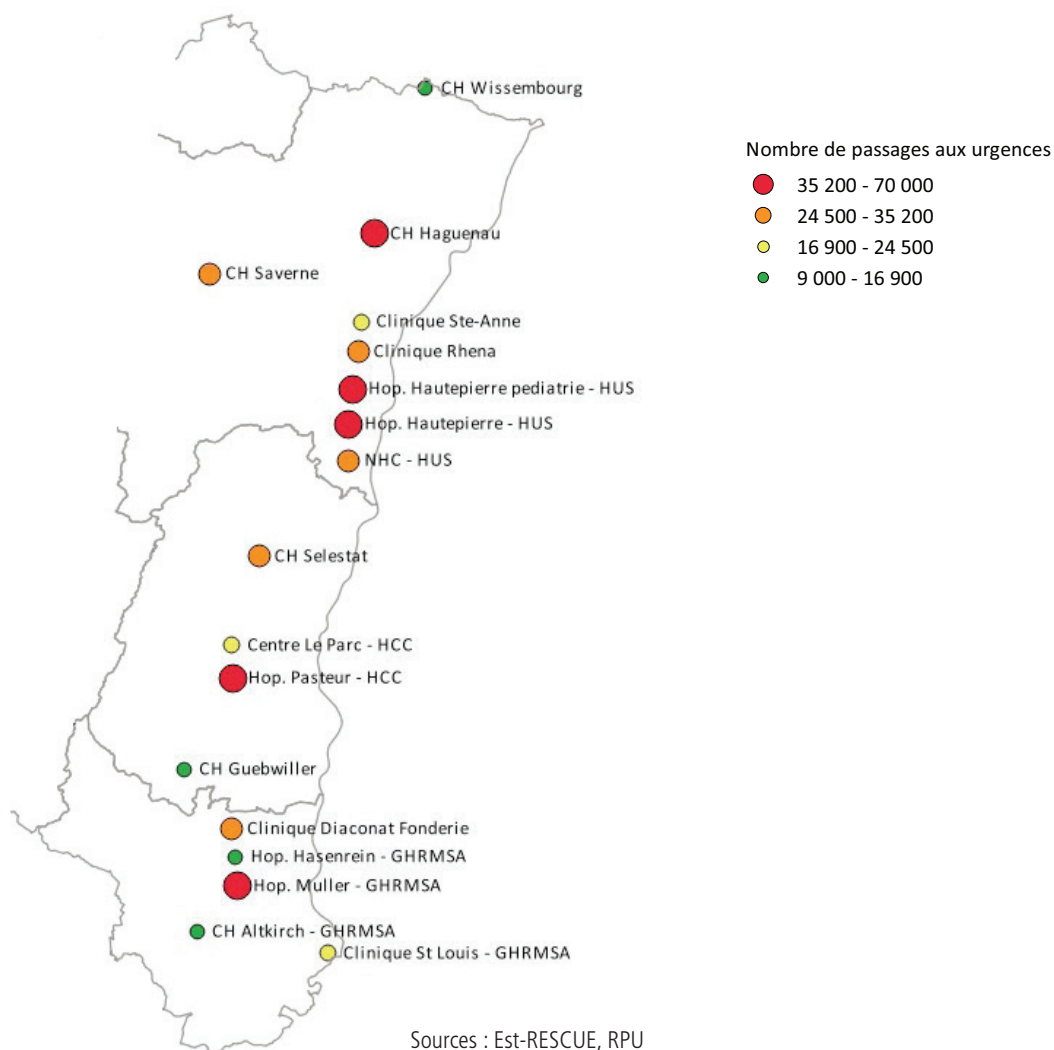 CH Wissembourg
Nombre de passages aux urgences
35 200 - 70 000
24 500 - 35 200
16 900 - 24 500
9 000 - 16 900
CH Haguenau
CH Saverne
Clinique Ste-Anne
Clinique Rhena
Hop. Hautepierre pediatrie - HUS
Hop. Hautepierre - HUS
NHC - HUS
CH Selestat
Centre Le Parc - HCC
Hop. Pasteur - HCC
CH Guebwiller
Clinique Diaconat Fonderie
Hop. Hasenrein - GHRMSA
Hop. Muller - GHRMSA
CH Altkirch - GHRMSA
Clinique St Louis - GHRMSA
Sources : Est-RESCUE, RPU